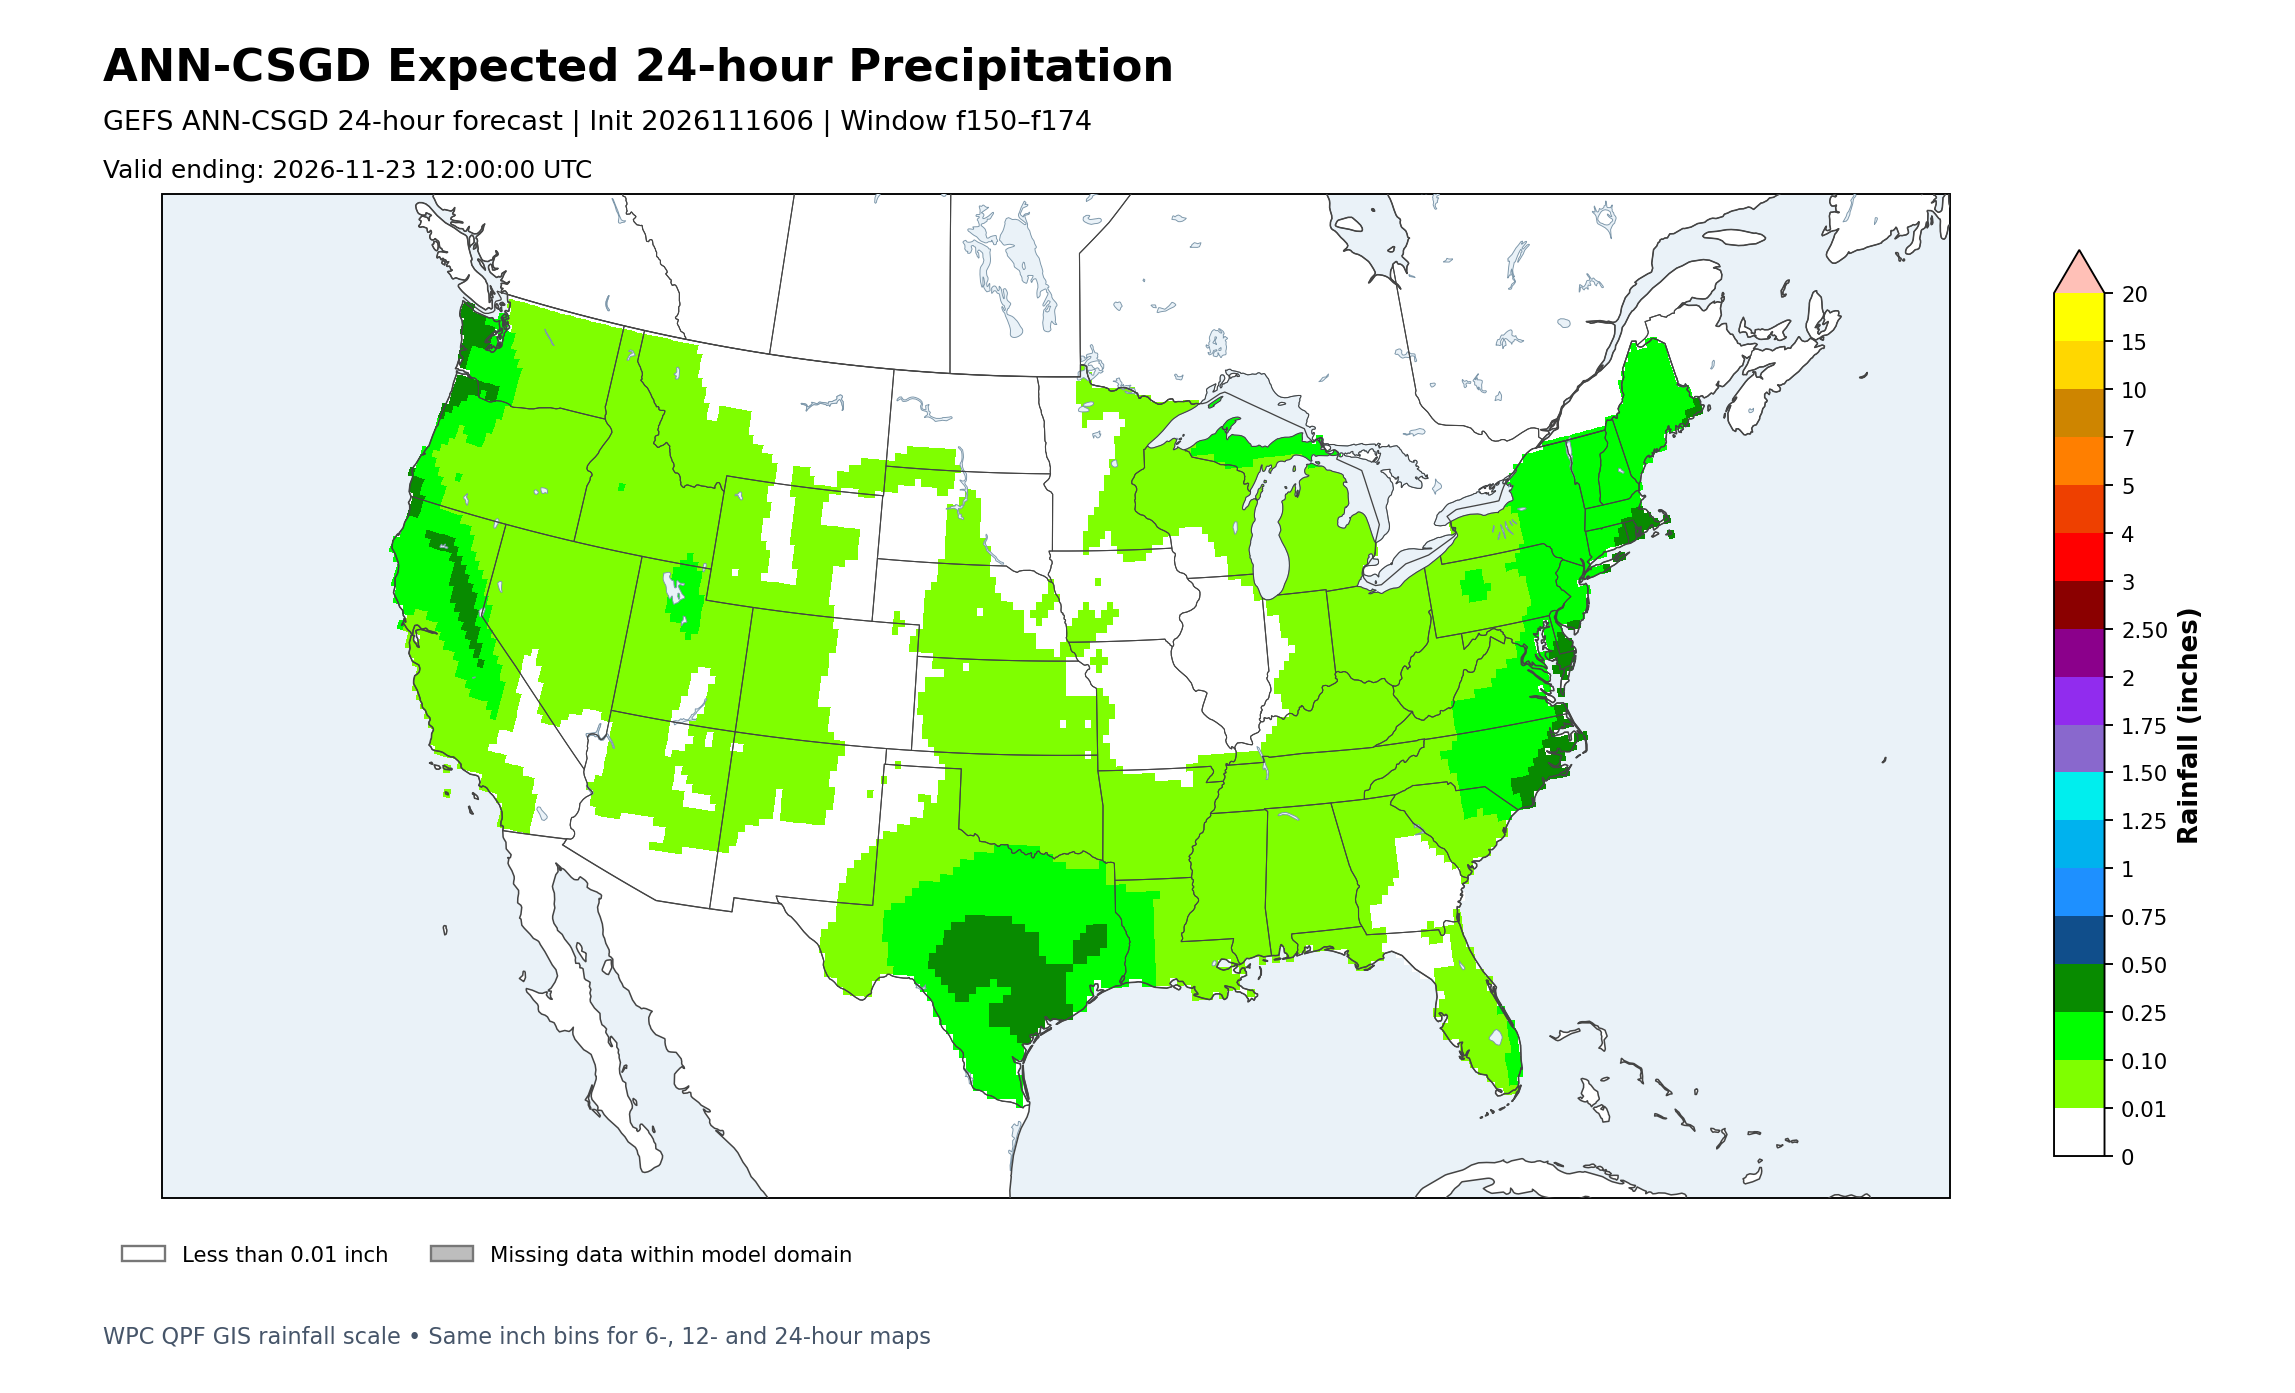 ANN-CSGD Expected 24-hour Precipitation
GEFS ANN-CSGD 24-hour forecast | Init 2026111606 | Window f150–f174
Valid ending: 2026-11-23 12:00:00 UTC
20
15
10
7
5
4
3
2.50
2
1.75
1.50
1.25
1
0.75
0.50
0.25
0.10
0.01
0
Rainfall (inches)
Less than 0.01 inch
Missing data within model domain
WPC QPF GIS rainfall scale • Same inch bins for 6-, 12- and 24-hour maps